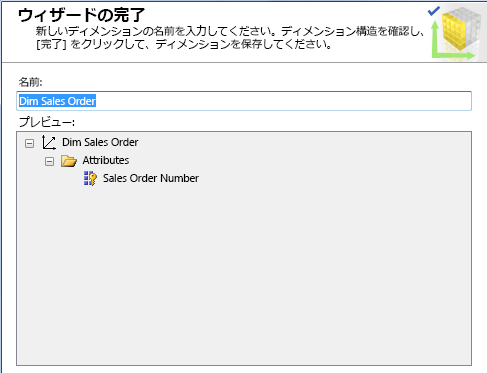 ウィザードの完了
新しいディメンションの名前を入力してください。ディメンション構造を確認し、
[完了] をクリックして、ディメンションを保存してください。
名前:
Dim Sales Order
プレビュー:
Dim Sales Order
Attributes
Sales Order Number